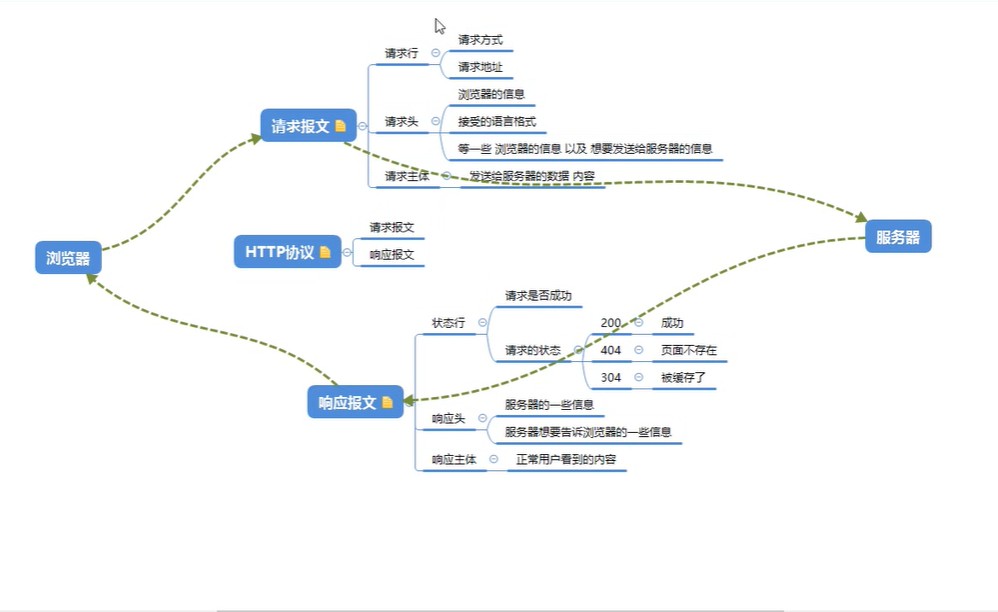 请求方式
请求行
请求地址
浏览器的信息
请求报文
请求头
接受的语言格式
等一些 浏览器的信息 以及 想要发送给服务器的信息
请求主体
发送给服务器的数据 内容
请求报文
服务器
HTTP协议
浏览器
响应报文
请求是否成功
状态行
200
成功
请求的状态
404
页面不存在
304
被缓存了
响应报文
服务器的一些信息
响应头
服务器想要告诉浏览器的一些信息
响应主体
正常用户看到的内容